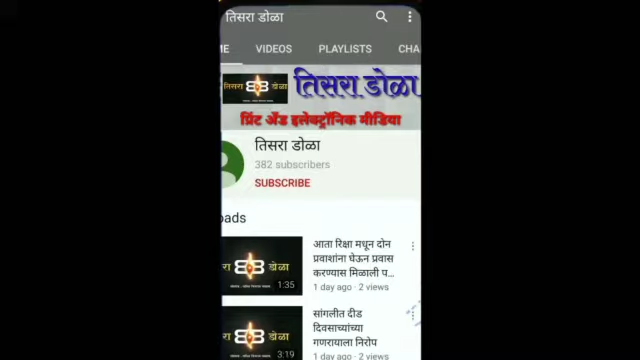 तिसरा डोळा
ME VIDEOS PLAYLISTS CHA
तिसरा डोळा
तिसरा डोळा
प्रिंट अँड इलेक्ट्रॉनिक मीडिया
तिसरा डोळा
382 subscribers
SUBSCRIBE
oads
आता रिक्षा मधून दोन
प्रवाशांना घेऊन प्रवास
करण्यास मिळाली प...
1 day ago · 2 views
रा डोळा
1:35
सांगलीत दीड
दिवसाच्यांच्या
गणरायाला निरोप
1 day ago · 2 views
रा डोळा
3:19